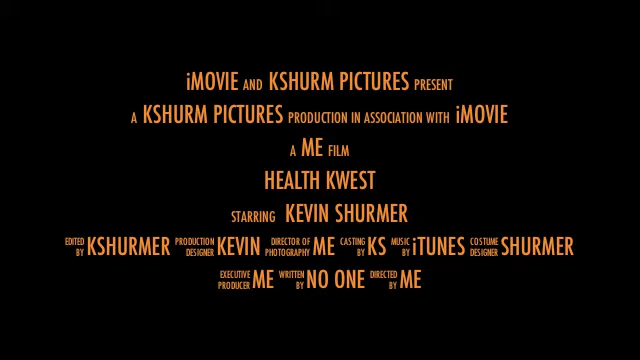 iMOVIE AND KSHURM PICTURES PRESENT
A KSHURM PICTURES PRODUCTION IN ASSOCIATION WITH iMOVIE
A ME FILM
HEALTH KWEST
STARRING KEVIN SHURMER
EDITED BY KSHURMER PRODUCTION DESIGNER KEVIN DIRECTOR OF PHOTOGRAPHY ME CASTING BY KS MUSIC BY iTUNES COSTUME DESIGNER SHURMER
EXECUTIVE PRODUCER ME WRITTEN BY NO ONE DIRECTED BY ME